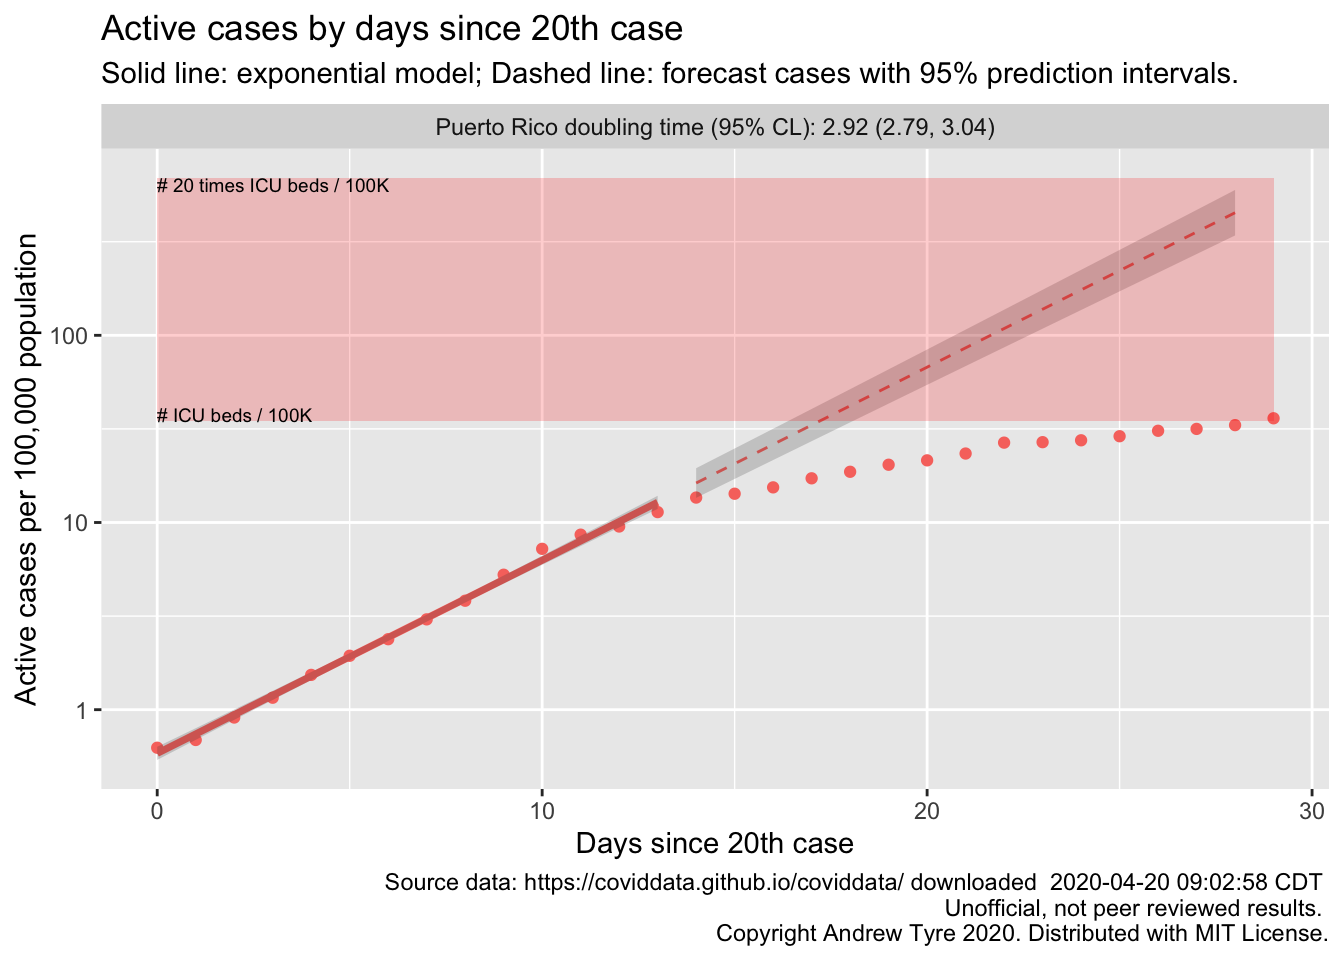 Active cases by days since 20th case
Solid line: exponential model; Dashed line: forecast cases with 95% prediction intervals.
Puerto Rico doubling time (95% CL): 2.92 (2.79, 3.04)
# 20 times ICU beds / 100K
# ICU beds / 100K
Active cases per 100,000 population
100
10
1
0
10
20
30
Days since 20th case
Source data: https://coviddata.github.io/coviddata/ downloaded  2020-04-20 09:02:58 CDT
Unofficial, not peer reviewed results.
Copyright Andrew Tyre 2020. Distributed with MIT License.